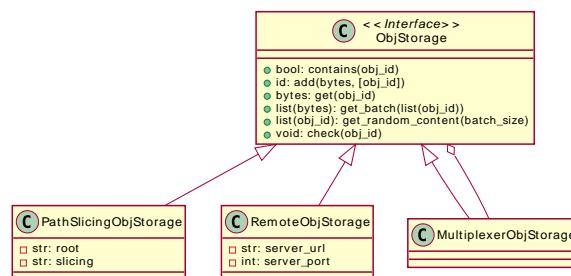 C <<Interface>>
ObjStorage
bool: contains(obj_id)
id: add(bytes, [obj_id])
bytes: get(obj_id)
list(bytes): get_batch(list(obj_id))
list(obj_id): get_random_content(batch_size)
void: check(obj_id)
C PathSlicingObjStorage
str: root
str: slicing
C RemoteObjStorage
str: server_url
int: server_port
C MultiplexerObjStorage